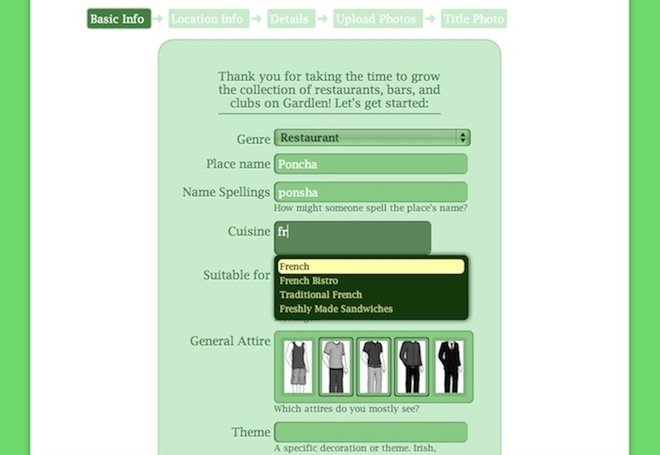 Basic Info ➔ Location Info ➔ Details ➔ Upload Photos ➔ Title Photo
Thank you for taking the time to grow
the collection of restaurants, bars, and
clubs on Gardlen! Let's get started:
Genre Restaurant
Place name Poncha
Name Spellings ponsha
How might someone spell the place's name?
Cuisine fr
French
Suitable for French Bistro
Traditional French
Freshly Made Sandwiches
General Attire
Which attires do you mostly see?
Theme
A specific decoration or theme. Irish,